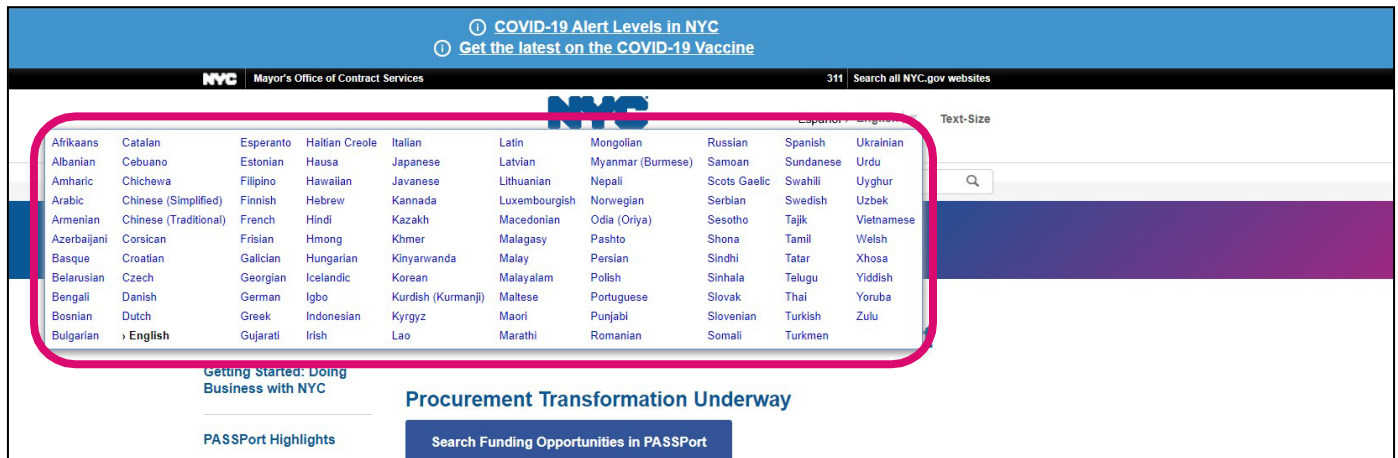 COVID-19 Alert Levels in NYC
Get the latest on the COVID-19 Vaccine
NYC Mayor's Office of Contract Services 311 Search all NYC.gov websites
NYC
Text-Size
Afrikaans Catalan Esperanto Haitian Creole Italian Latin Mongolian Russian Spanish Ukrainian
Albanian Cebuano Estonian Hausa Japanese Latvian Myanmar (Burmese) Samoan Sundanese Urdu
Amharic Chichewa Filipino Hawaiian Javanese Lithuanian Nepali Scots Gaelic Swahili Uyghur
Arabic Chinese (Simplified) Finnish Hebrew Kannada Luxembourgish Norwegian Serbian Swedish Uzbek
Armenian Chinese (Traditional) French Hindi Kazakh Macedonian Odia (Oriya) Sesotho Tajik Vietnamese
Azerbaijani Corsican Frisian Hmong Khmer Malagasy Pashto Shona Tamil Welsh
Basque Croatian Galician Hungarian Kinyarwanda Malay Persian Sindhi Tatar Xhosa
Belarusian Czech Georgian Icelandic Korean Malayalam Polish Sinhala Telugu Yiddish
Bengali Danish German Igbo Kurdish (Kurmanji) Maltese Portuguese Slovak Thai Yoruba
Bosnian Dutch Greek Indonesian Kyrgyz Maori Punjabi Slovenian Turkish Zulu
Bulgarian › English Gujarati Irish Lao Marathi Romanian Somali Turkmen
Getting Started: Doing
Business with NYC
Procurement Transformation Underway
PASSPort Highlights
Search Funding Opportunities in PASSPort